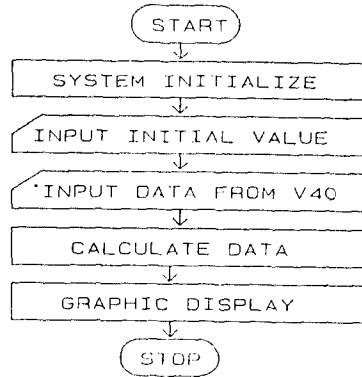 START
SYSTEM INITIALIZE
INPUT INITIAL VALUE
INPUT DATA FROM V40
CALCULATE DATA
GRAPHIC DISPLAY
STOP